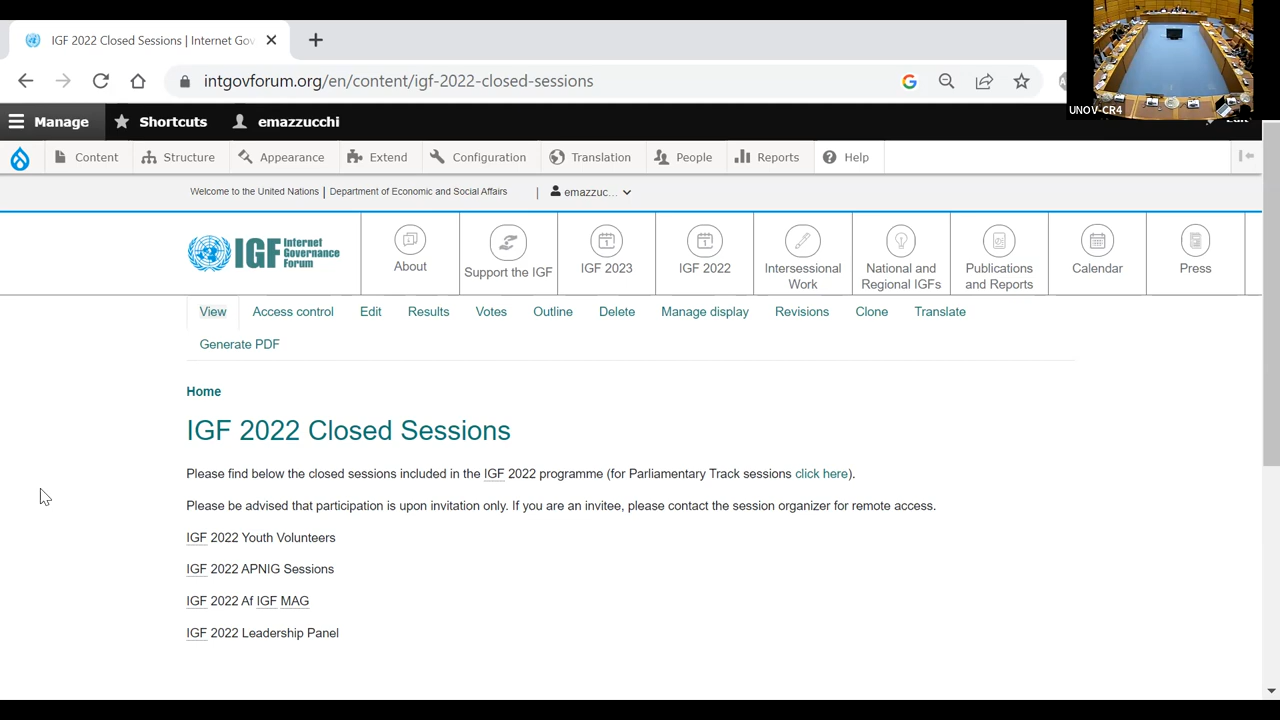 IGF 2022 Closed Sessions | Internet Gov
intgovforum.org/en/content/igf-2022-closed-sessions
UNOV-CR4
Manage Shortcuts emazzucchi
Content Structure Appearance Extend Configuration Translation People Reports Help
Welcome to the United Nations | Department of Economic and Social Affairs | emazzuc...
IGF Internet Governance Forum
About
Support the IGF
IGF 2023
IGF 2022
Intersessional Work
National and Regional IGFs
Publications and Reports
Calendar
Press
View Access control Edit Results Votes Outline Delete Manage display Revisions Clone Translate
Generate PDF
Home
IGF 2022 Closed Sessions
Please find below the closed sessions included in the IGF 2022 programme (for Parliamentary Track sessions click here).
Please be advised that participation is upon invitation only. If you are an invitee, please contact the session organizer for remote access.
IGF 2022 Youth Volunteers
IGF 2022 APNIG Sessions
IGF 2022 Af IGF MAG
IGF 2022 Leadership Panel